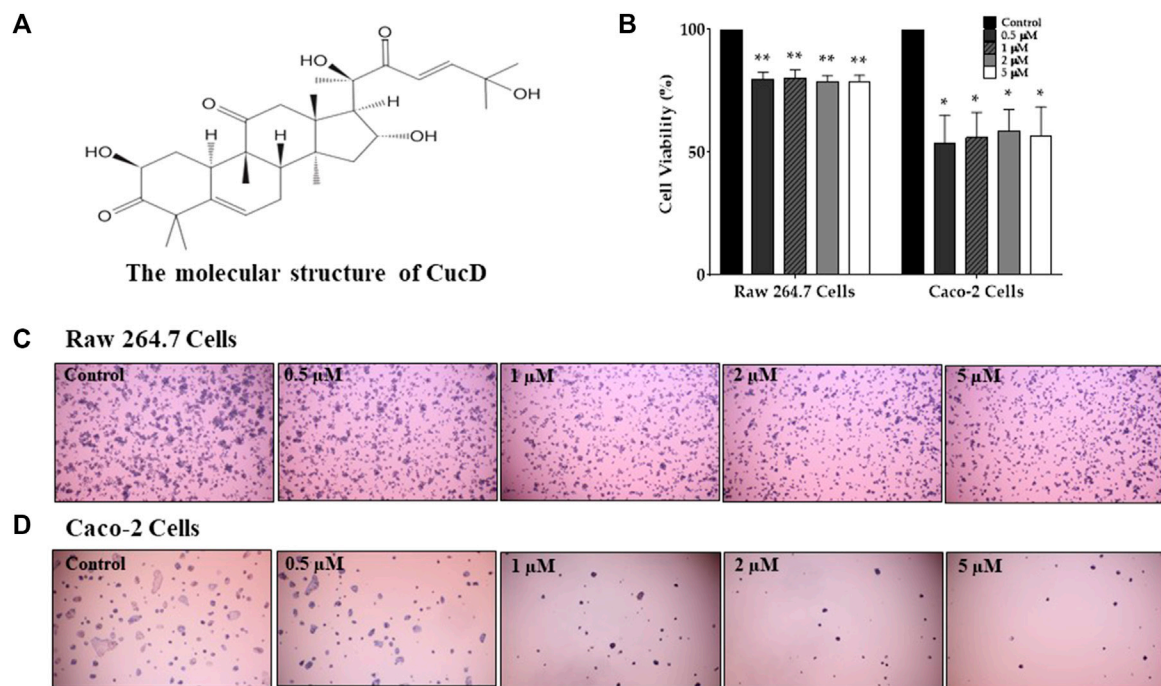 A
O
HO
O
H
OH
O
H
H
OH
HO
O
The molecular structure of CucD
B
Control
0.5 μM
1 μM
2 μM
5 μM
100
50
0
Cell Viability (%)
** ** ** **
* * * *
Raw 264.7 Cells
Caco-2 Cells
C
Raw 264.7 Cells
Control
0.5 μM
1 μM
2 μM
5 μM
D
Caco-2 Cells
Control
0.5 μM
1 μM
2 μM
5 μM